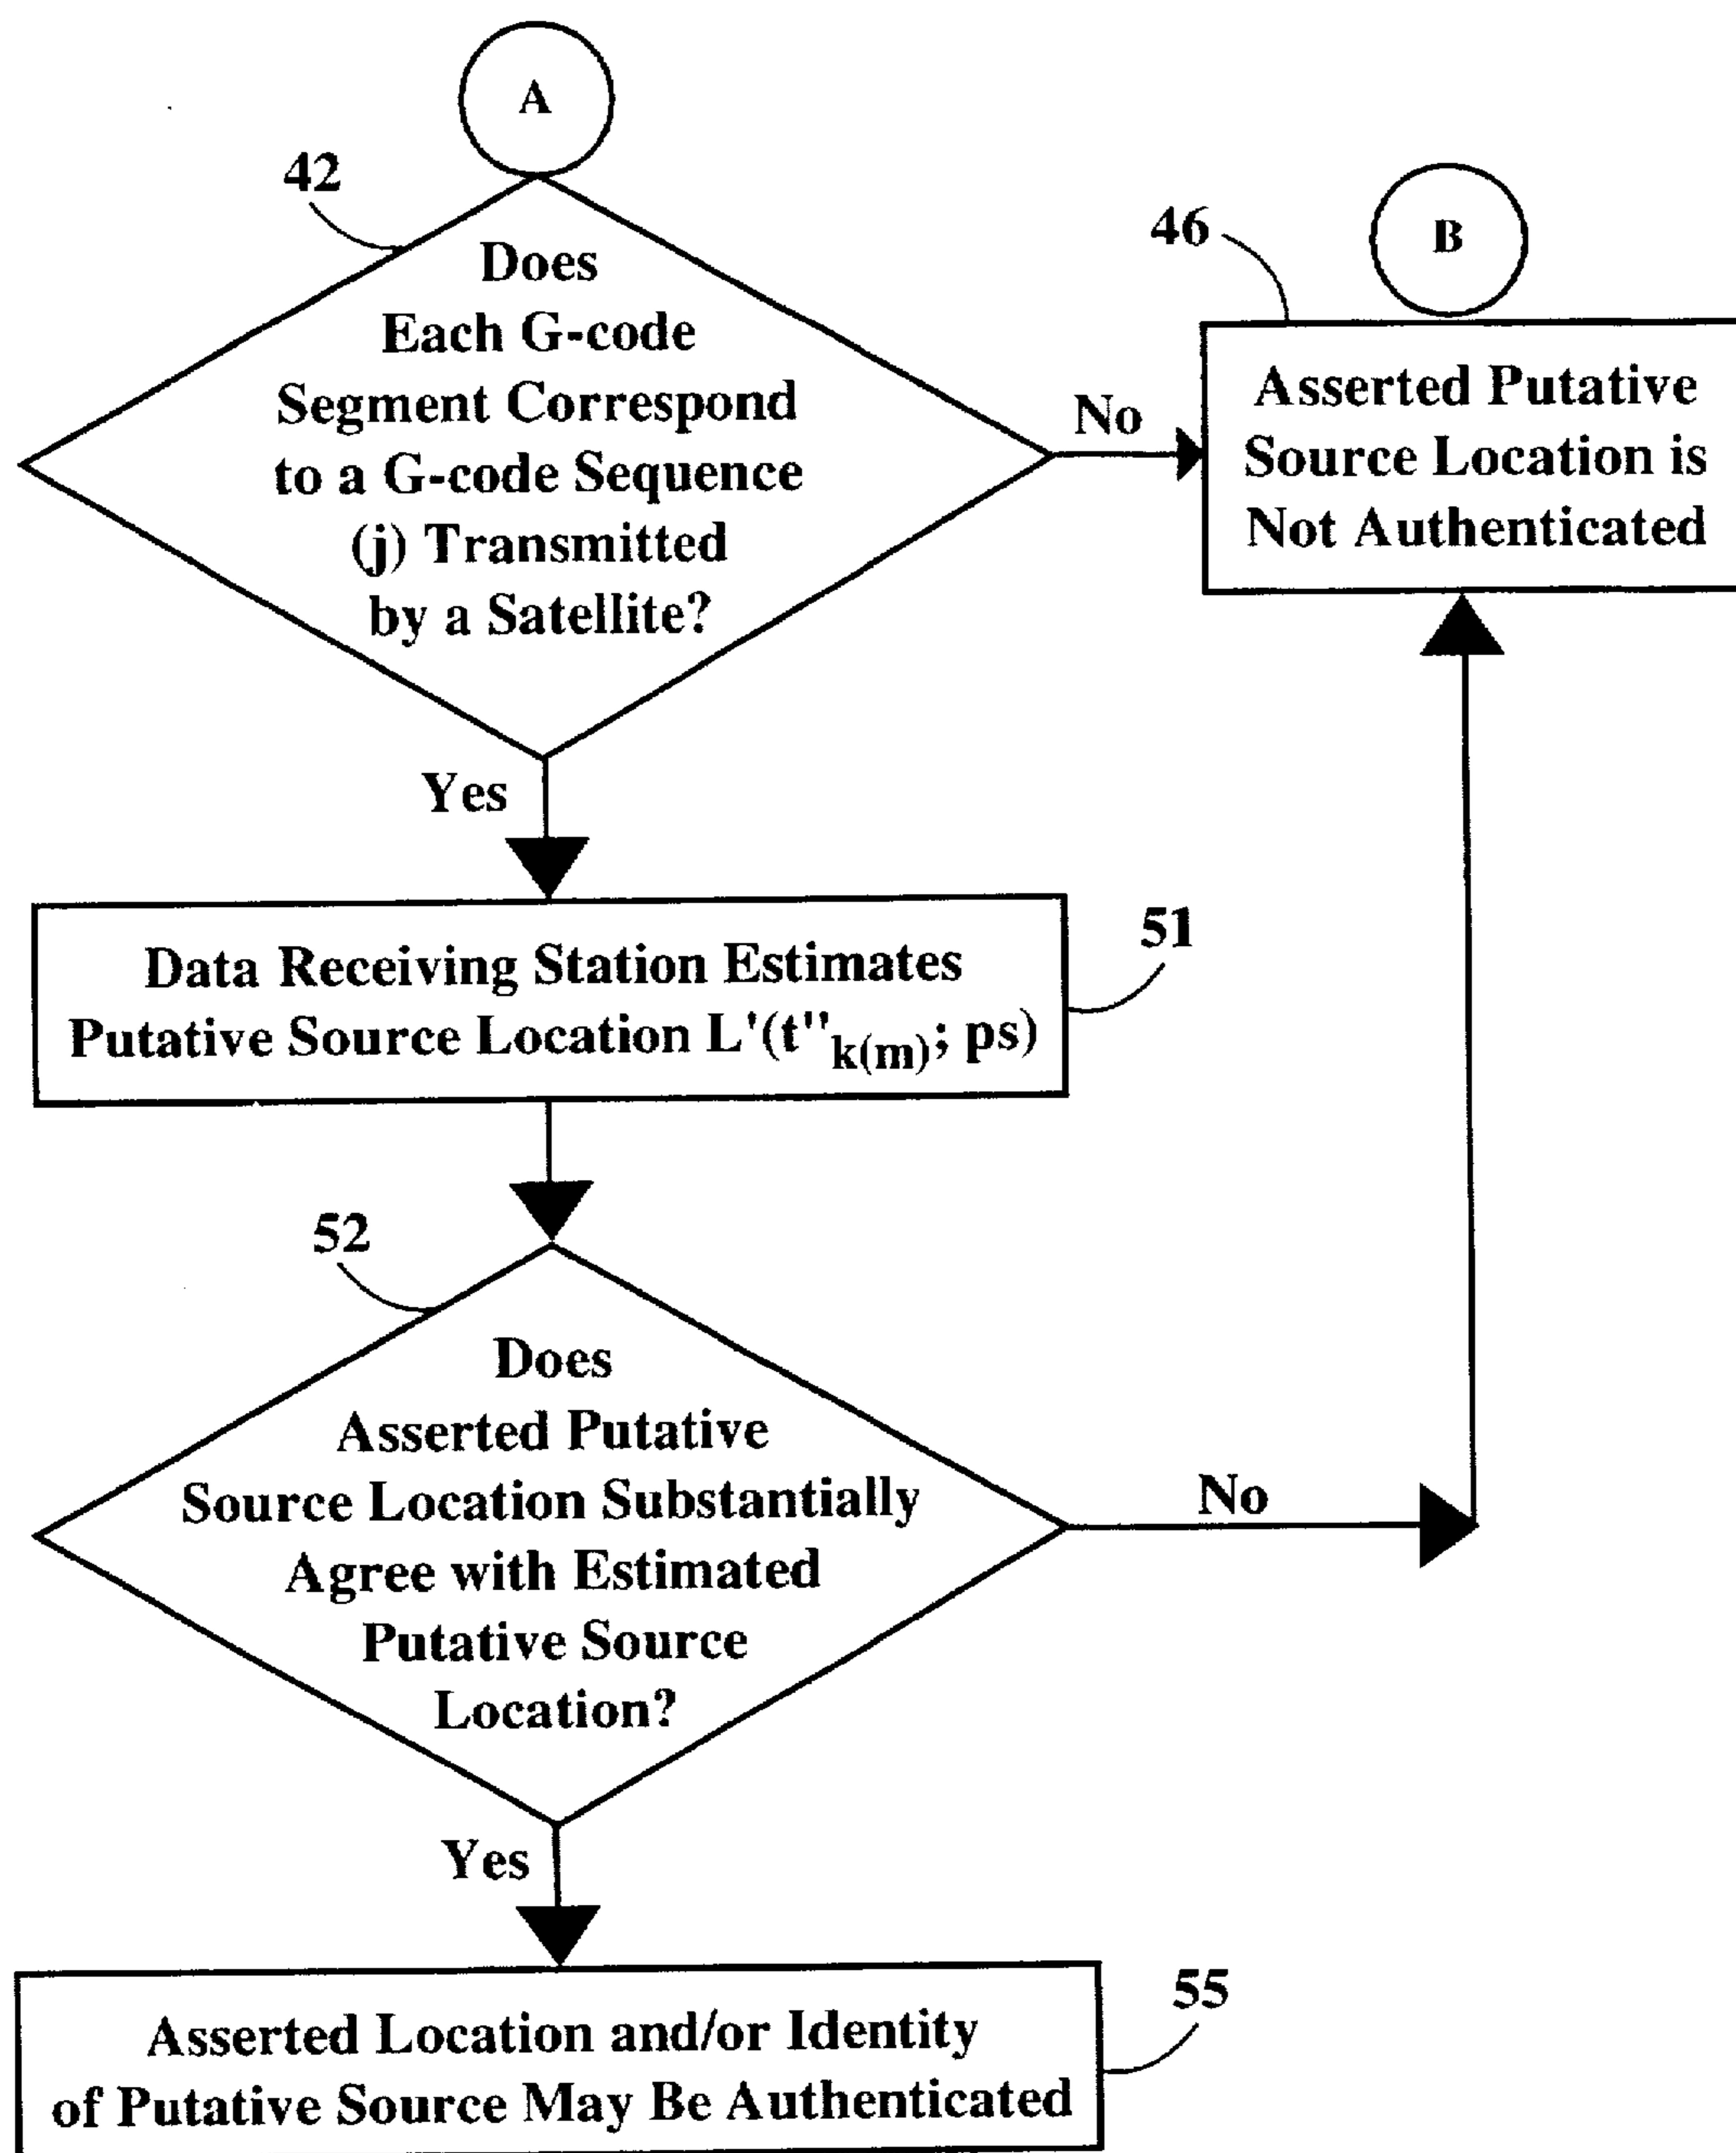 A
42
Does
Each G-code
Segment Correspond
to a G-code Sequence
(j) Transmitted
by a Satellite?
No
46
B
Asserted Putative
Source Location is
Not Authenticated
Yes
Data Receiving Station Estimates
Putative Source Location L'(t''k(m); ps)
51
52
Does
Asserted Putative
Source Location Substantially
Agree with Estimated
Putative Source
Location?
No
Yes
Asserted Location and/or Identity
of Putative Source May Be Authenticated
55